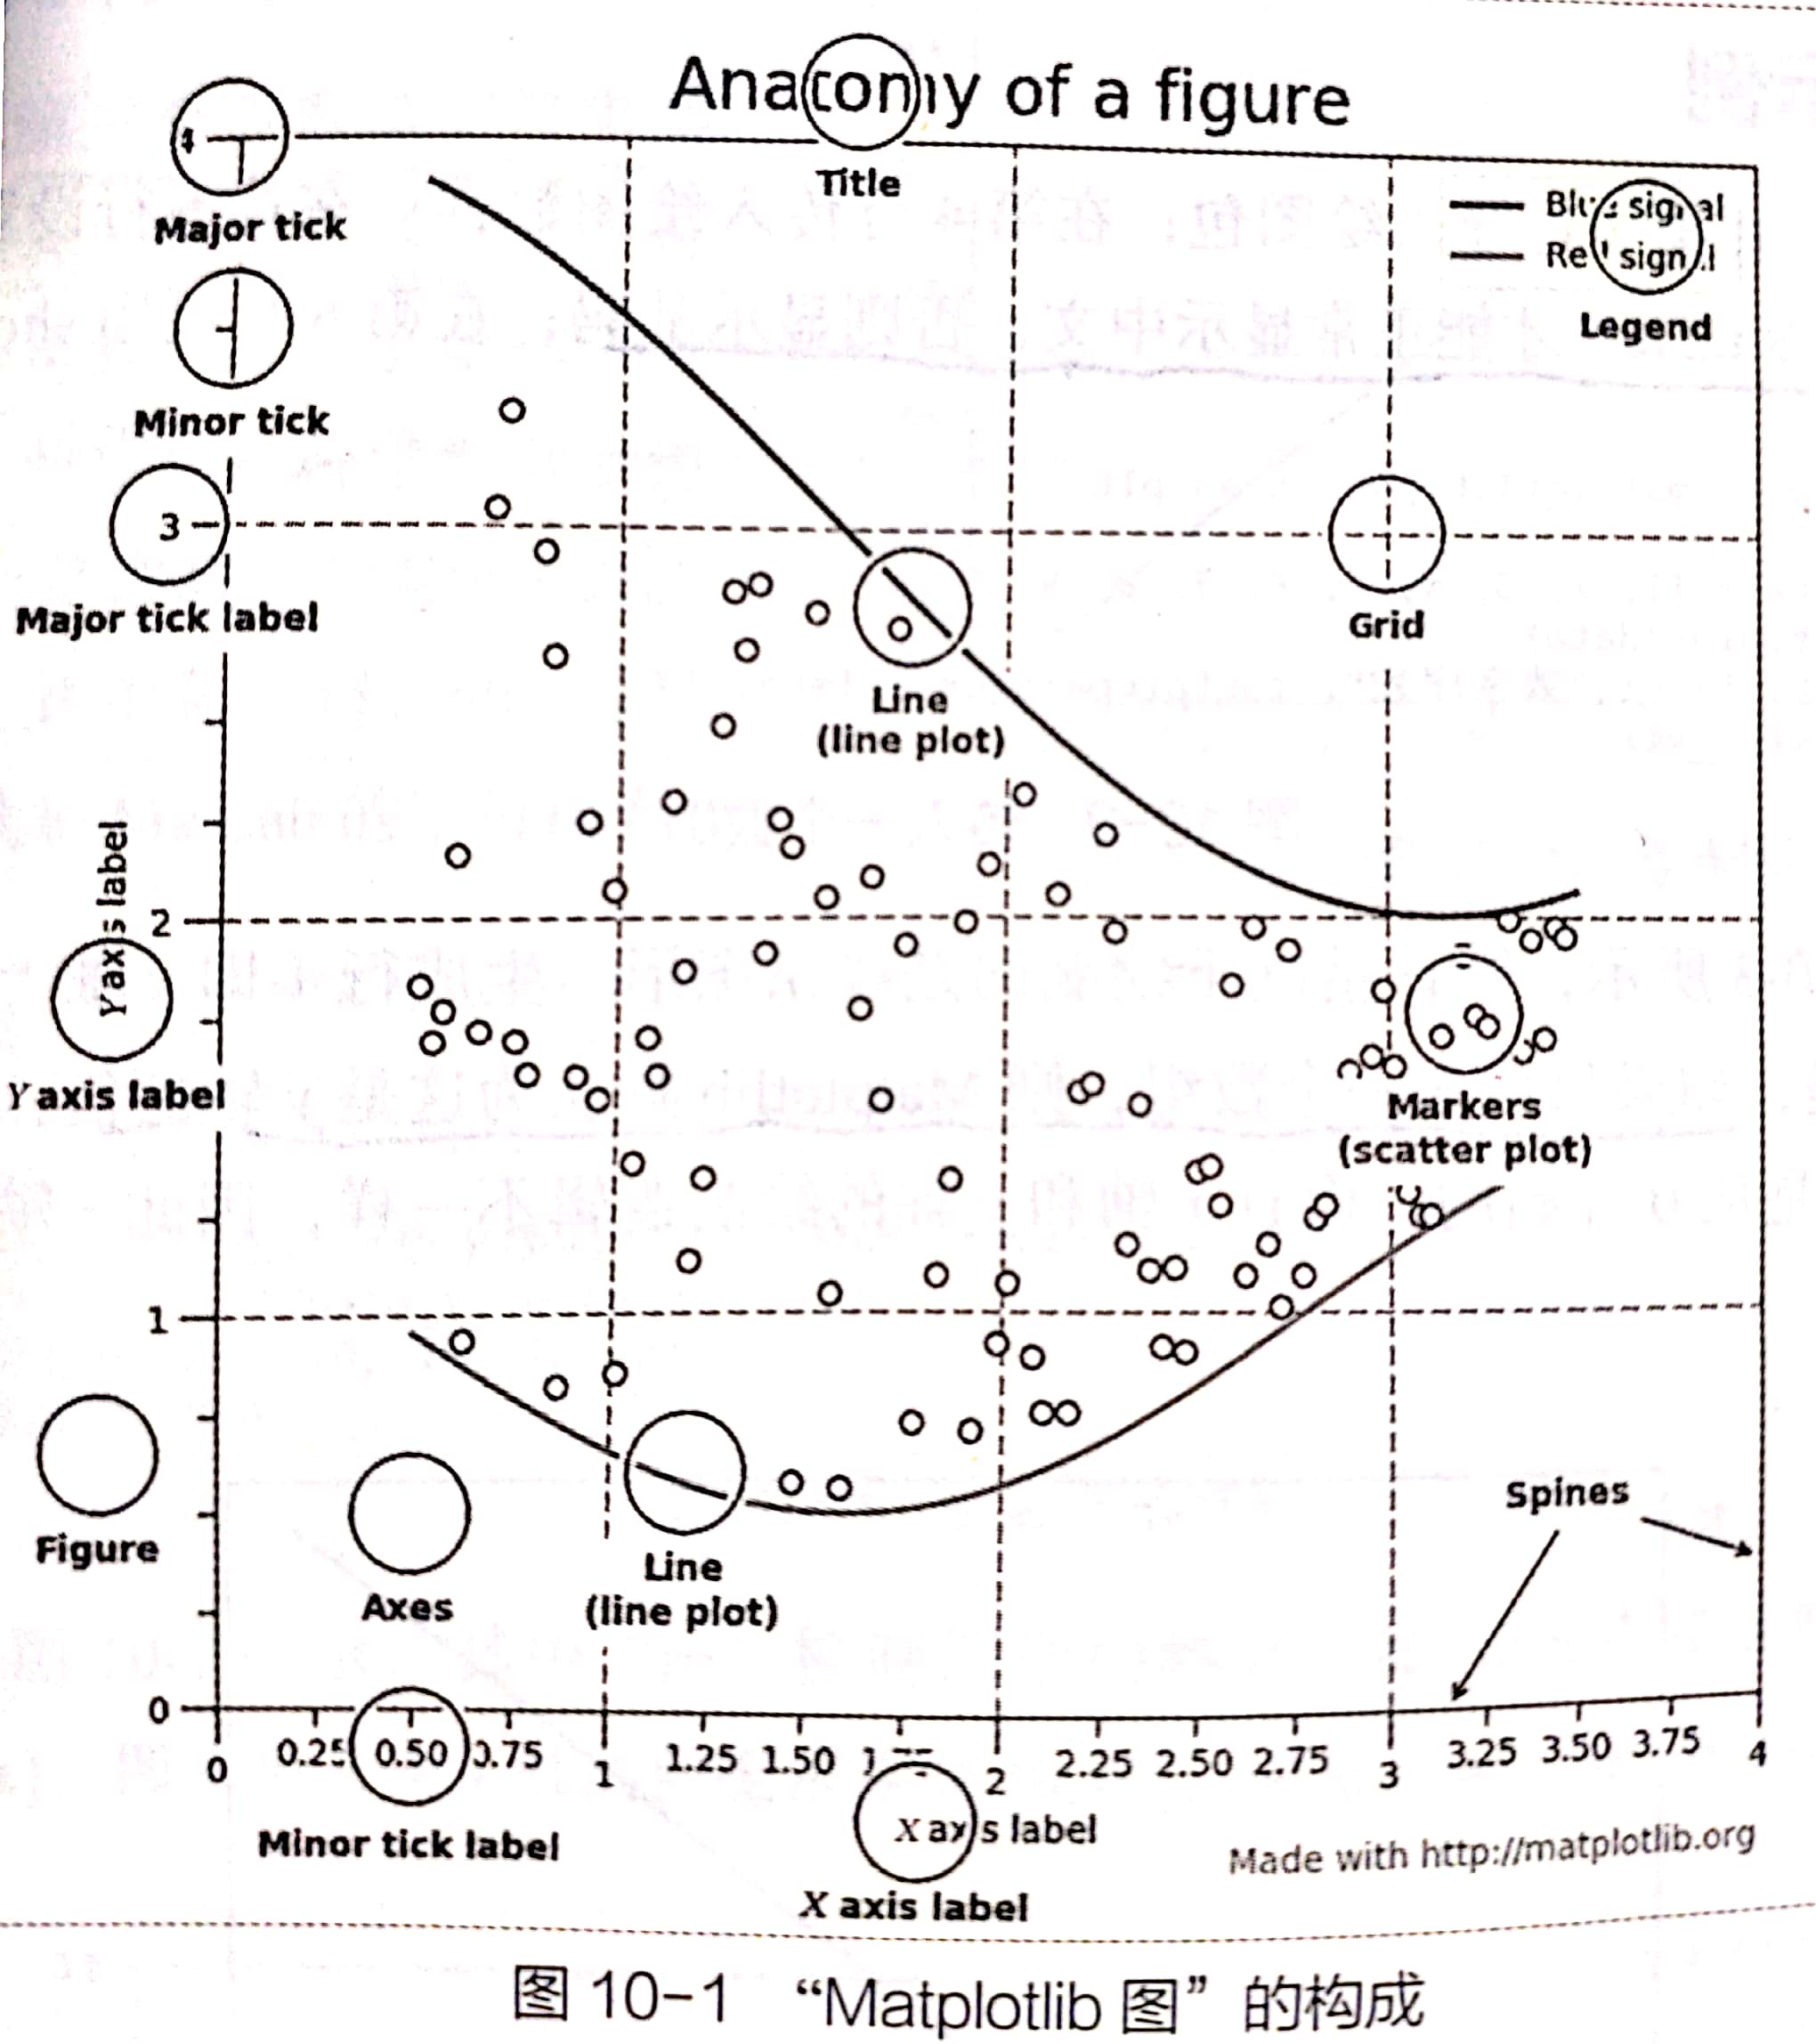 Anatomy of a figure
4
Title
Major tick
Blue signal
Red signal
Legend
Minor tick
3
Major tick label
Grid
Line
(line plot)
Y axis label
2
Y axis label
Markers
(scatter plot)
1
Spines
Figure
Axes
Line
(line plot)
0
0 0.25 0.50 0.75 1 1.25 1.50 2 2.25 2.50 2.75 3 3.25 3.50 3.75 4
Minor tick label
X axis label
Made with http://matplotlib.org
X axis label
图 10-1 “Matplotlib 图” 的构成